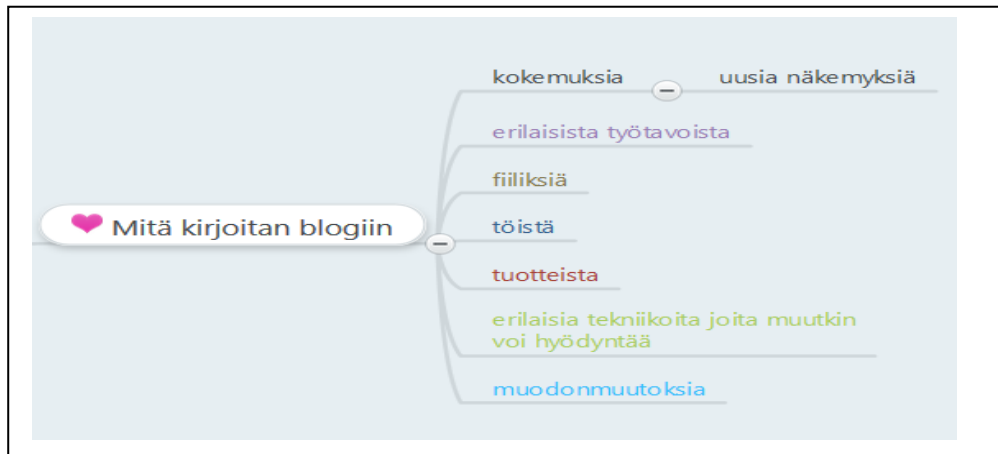 kokemuksia
uusia näkemyksiä
erilaisista työtavoista
fiiliksiä
Mitä kirjoitan blogiin
töistä
tuotteista
erilaisia tekniikoita joita muutkin
voi hyödyntää
muodonmuutoksia